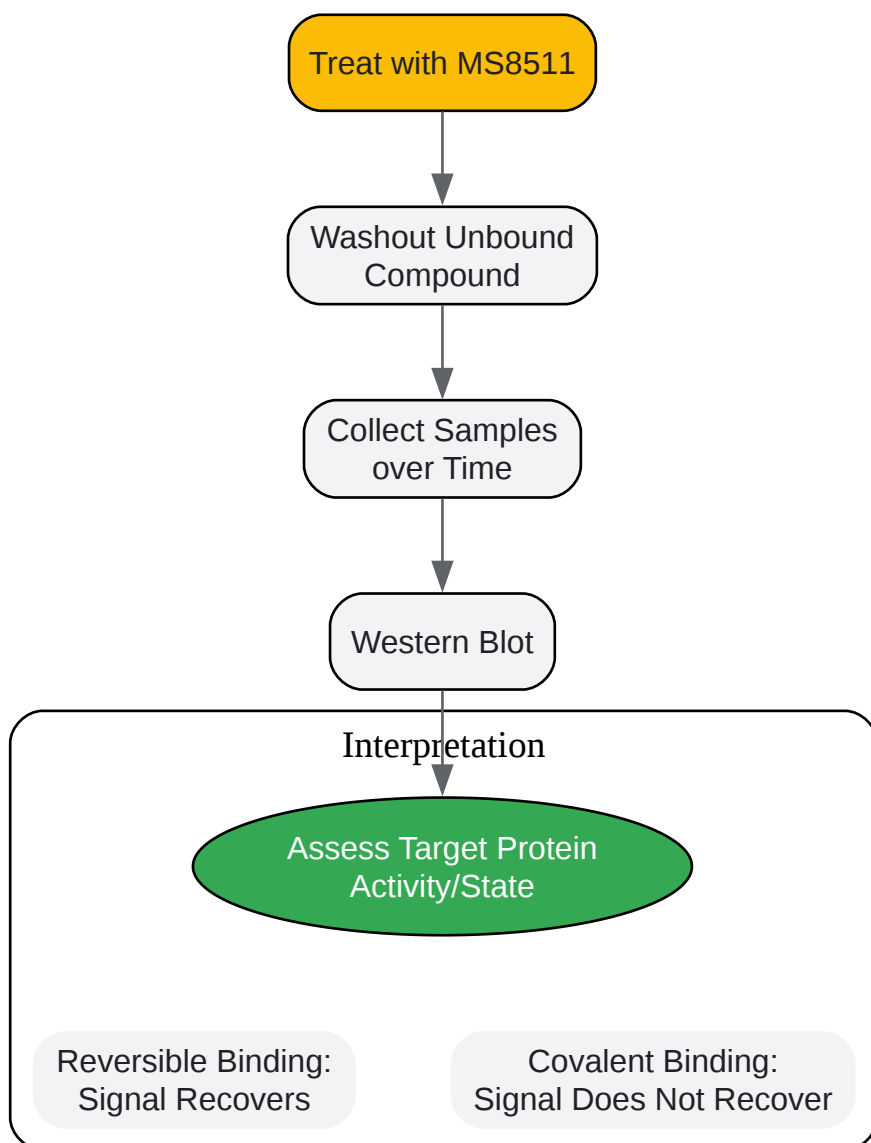 Treat with MS8511
Washout Unbound
Compound
Collect Samples
over Time
Western Blot
Interpretation
Assess Target Protein
Activity/State
Reversible Binding:
Signal Recovers
Covalent Binding:
Signal Does Not Recover